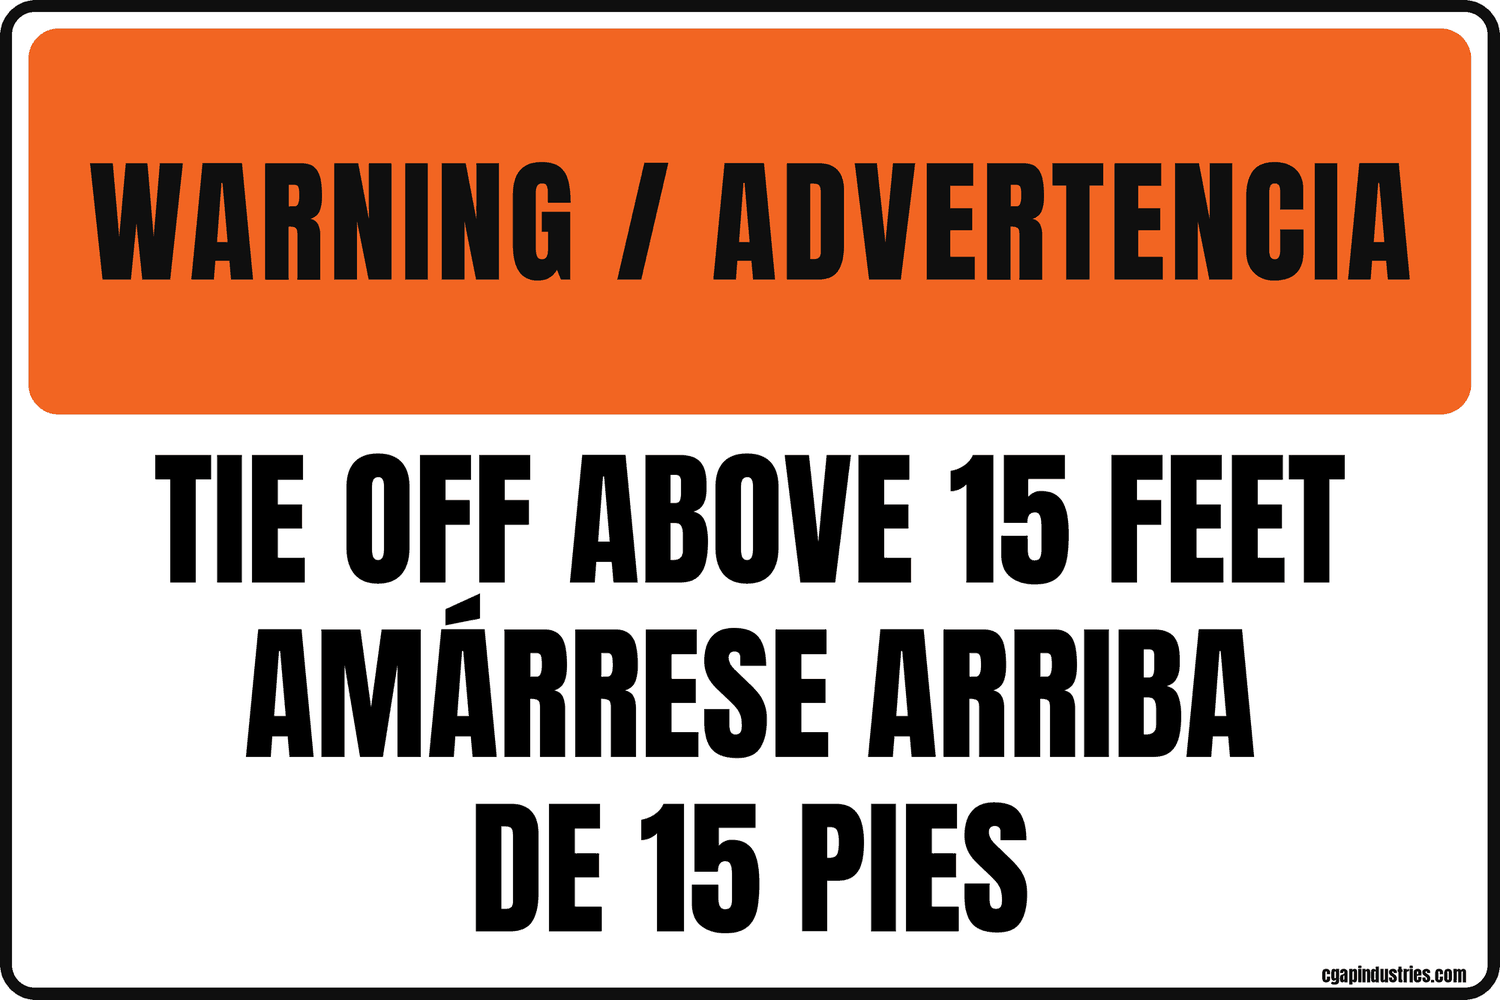 WARNING / ADVERTENCIA
TIE OFF ABOVE 15 FEET
AMÁRRESE ARRIBA
DE 15 PIES
cgapindustries.com